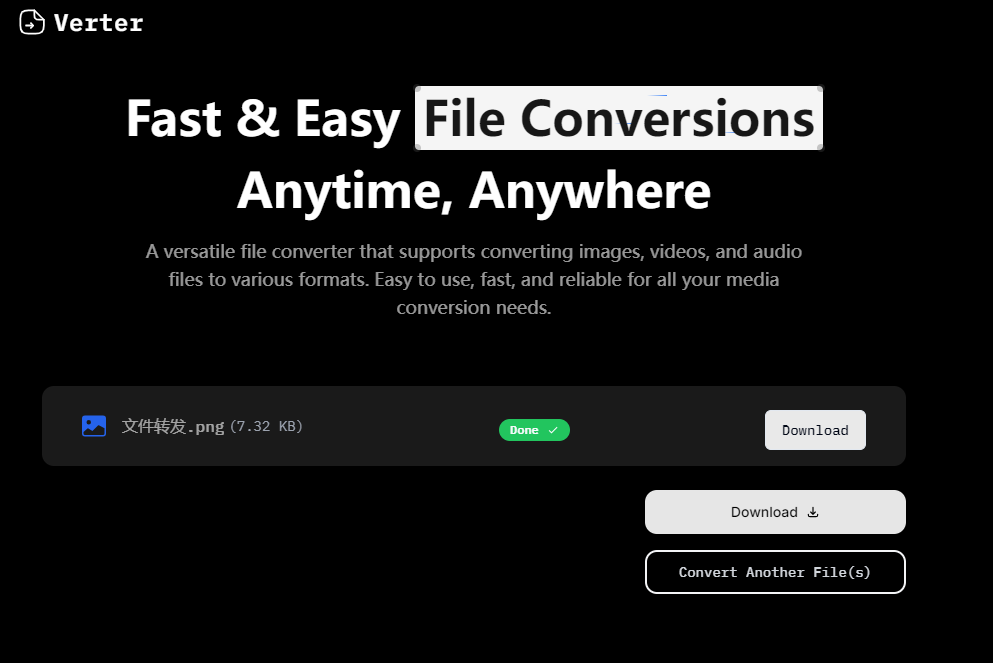 Verter
Fast & Easy File Conversions
Anytime, Anywhere
A versatile file converter that supports converting images, videos, and audio
files to various formats. Easy to use, fast, and reliable for all your media
conversion needs.
文件转发.png (7.32 KB) Done Download
Download
Convert Another File(s)